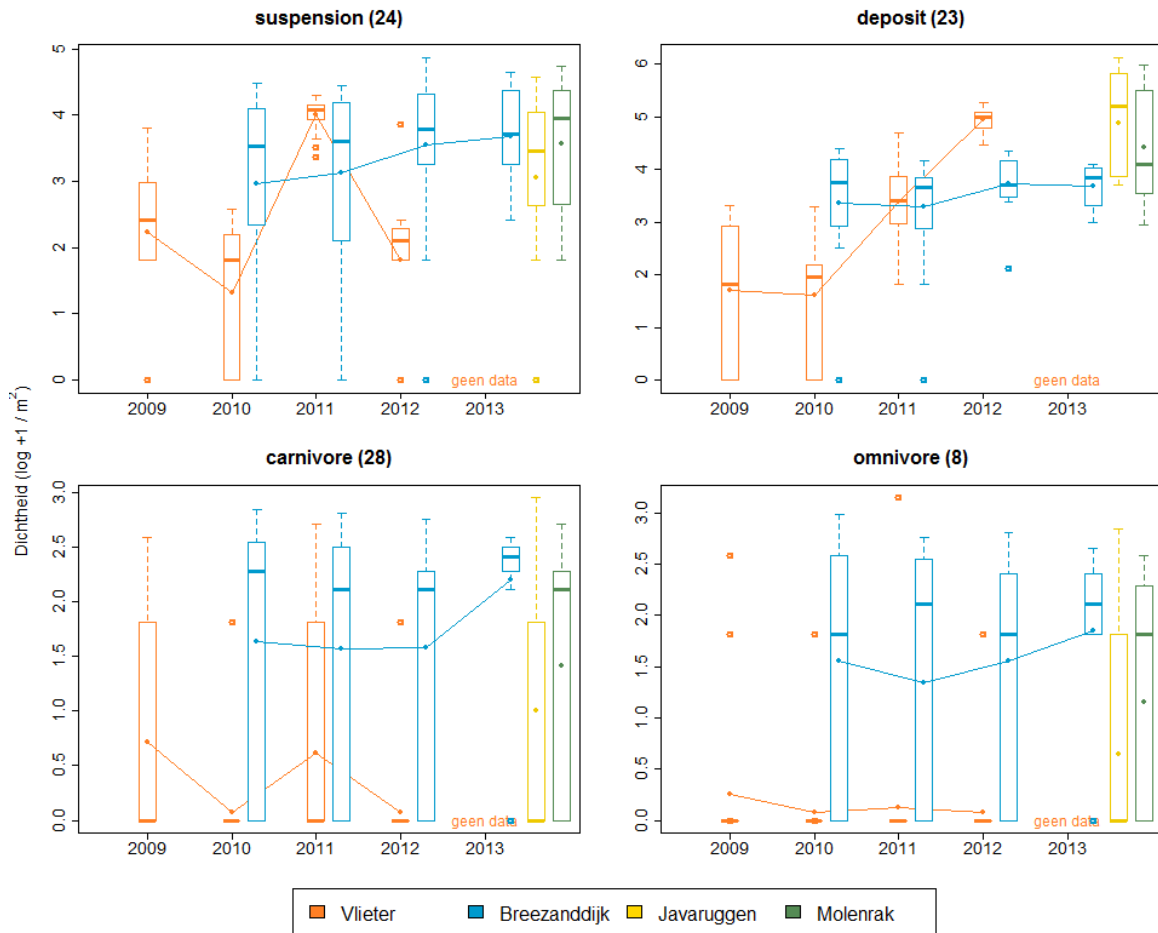 suspension (24)
deposit (23)
Dichtheid (log +1 / m²)
5
4
3
2
1
0
geen data
2009 2010 2011 2012 2013
6
5
4
3
2
1
0
geen data
2009 2010 2011 2012 2013
carnivore (28)
omnivore (8)
3.0
2.5
2.0
1.5
1.0
0.5
0.0
geen data
2009 2010 2011 2012 2013
3.0
2.5
2.0
1.5
1.0
0.5
0.0
geen data
2009 2010 2011 2012 2013
Vlieter Breezanddijk Javaruggen Molenrak